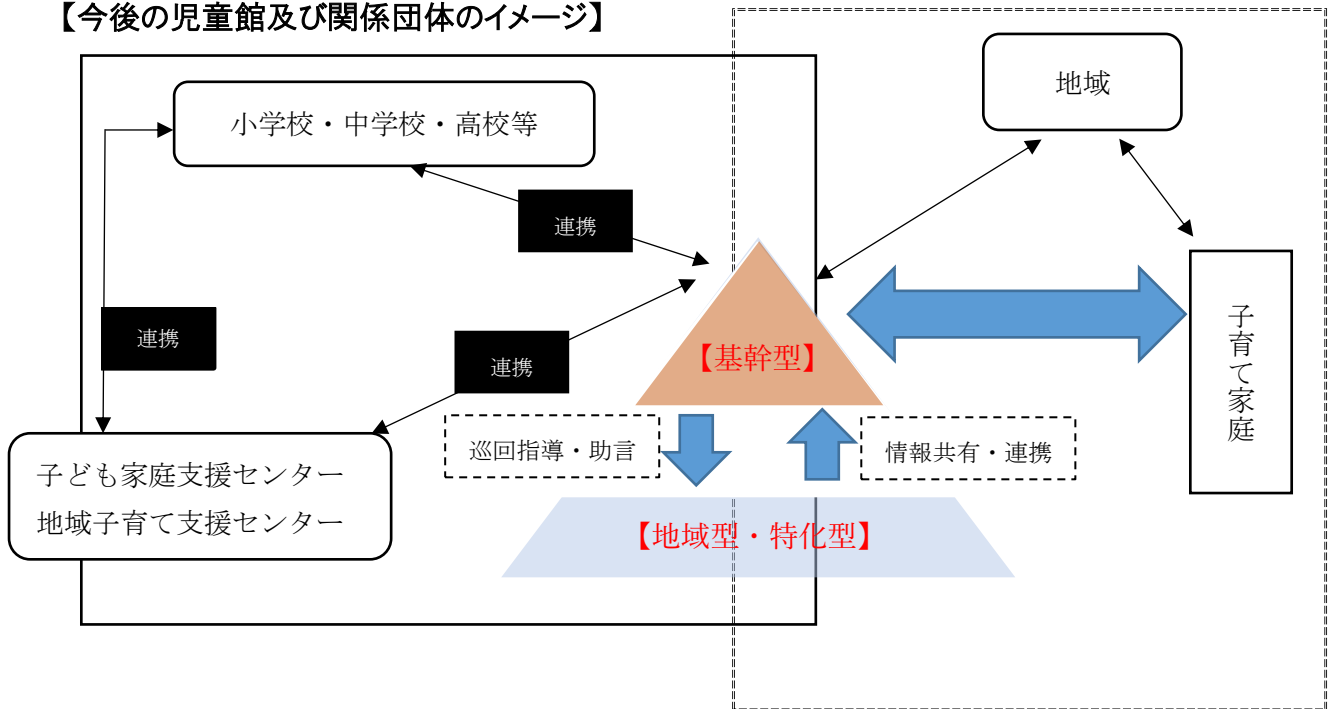 【今後の児童館及び関係団体のイメージ】
地域
小学校・中学校・高校等
連携
連携
連携
子育て家庭
【基幹型】
巡回指導・助言
情報共有・連携
子ども家庭支援センター
地域子育て支援センター
【地域型・特化型】